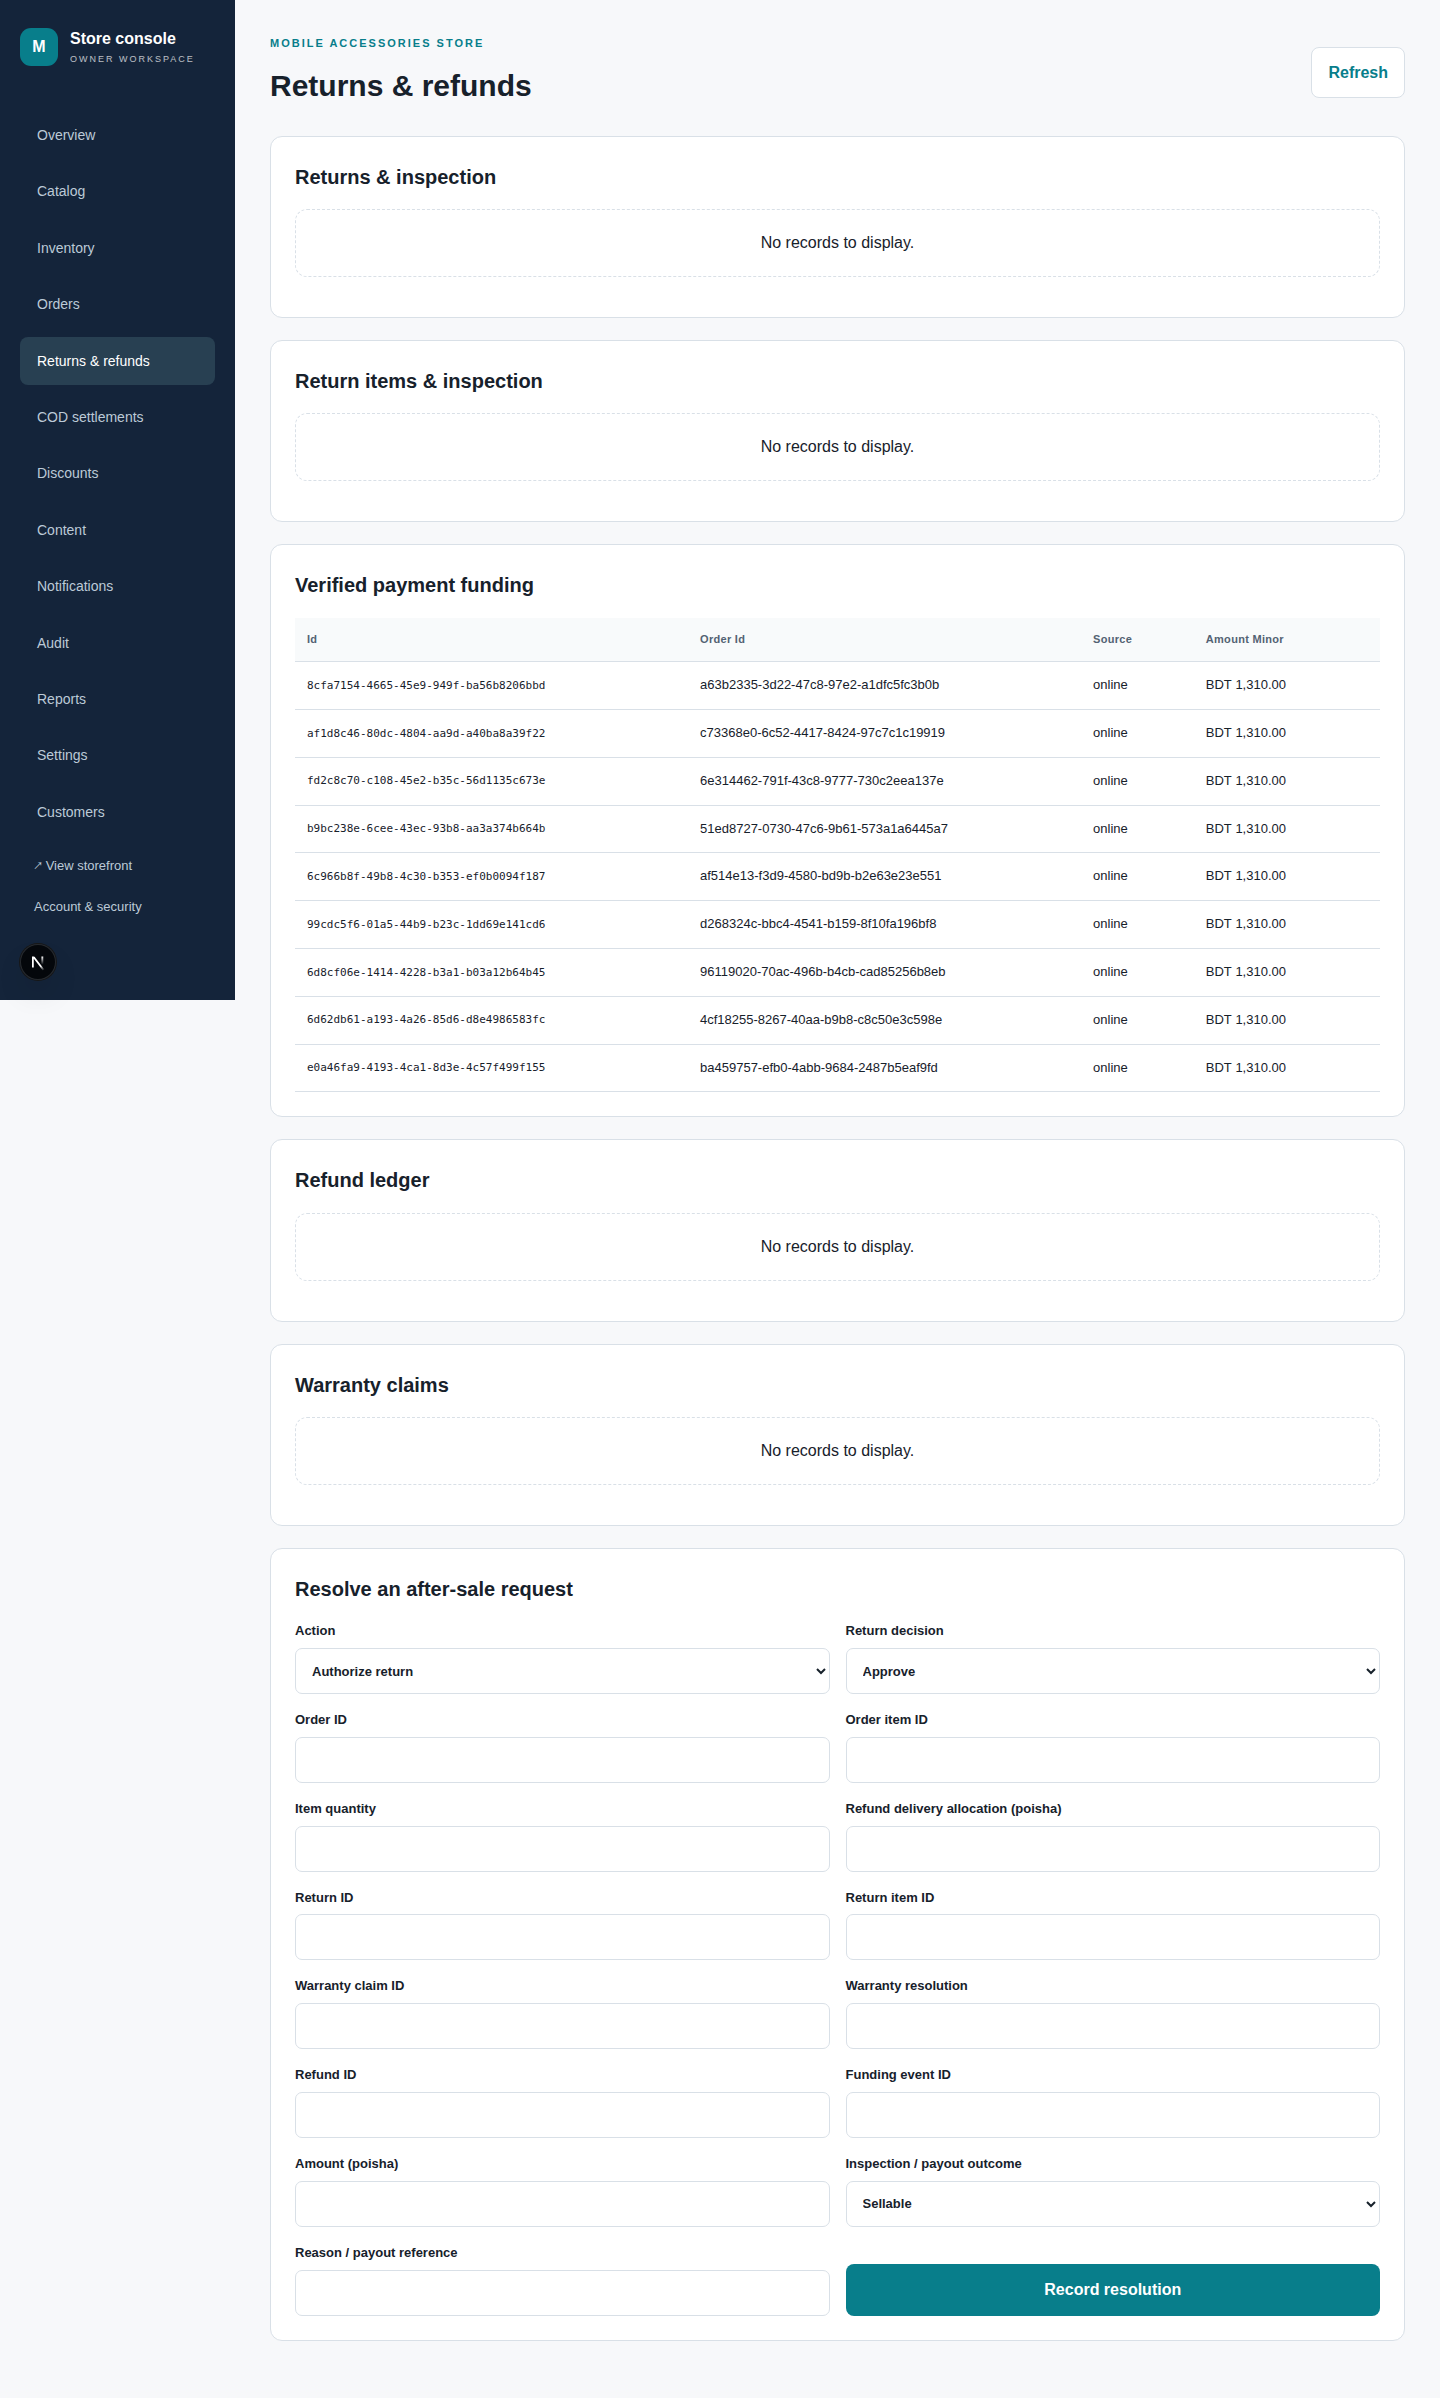 M
Store console
OWNER WORKSPACE
Overview
Catalog
Inventory
Orders
Returns & refunds
COD settlements
Discounts
Content
Notifications
Audit
Reports
Settings
Customers
↗ View storefront
Account & security
N
MOBILE ACCESSORIES STORE
Returns & refunds
Refresh
Returns & inspection
No records to display.
Return items & inspection
No records to display.
Verified payment funding
Id Order Id Source Amount Minor
8cfa7154-4665-45e9-949f-ba56b8206bbd a63b2335-3d22-47c8-97e2-a1dfc5fc3b0b online BDT 1,310.00
af1d8c46-80dc-4804-aa9d-a40ba8a39f22 c73368e0-6c52-4417-8424-97c7c1c19919 online BDT 1,310.00
fd2c8c70-c108-45e2-b35c-56d1135c673e 6e314462-791f-43c8-9777-730c2eea137e online BDT 1,310.00
b9bc238e-6cee-43ec-93b8-aa3a374b664b 51ed8727-0730-47c6-9b61-573a1a6445a7 online BDT 1,310.00
6c966b8f-49b8-4c30-b353-ef0b0094f187 af514e13-f3d9-4580-bd9b-b2e63e23e551 online BDT 1,310.00
99cdc5f6-01a5-44b9-b23c-1dd69e141cd6 d268324c-bbc4-4541-b159-8f10fa196bf8 online BDT 1,310.00
6d8cf06e-1414-4228-b3a1-b03a12b64b45 96119020-70ac-496b-b4cb-cad85256b8eb online BDT 1,310.00
6d62db61-a193-4a26-85d6-d8e4986583fc 4cf18255-8267-40aa-b9b8-c8c50e3c598e online BDT 1,310.00
e0a46fa9-4193-4ca1-8d3e-4c57f499f155 ba459757-efb0-4abb-9684-2487b5eaf9fd online BDT 1,310.00
Refund ledger
No records to display.
Warranty claims
No records to display.
Resolve an after-sale request
Action Return decision
Authorize return Approve
Order ID Order item ID
Item quantity Refund delivery allocation (poisha)
Return ID Return item ID
Warranty claim ID Warranty resolution
Refund ID Funding event ID
Amount (poisha) Inspection / payout outcome
Sellable
Reason / payout reference
Record resolution